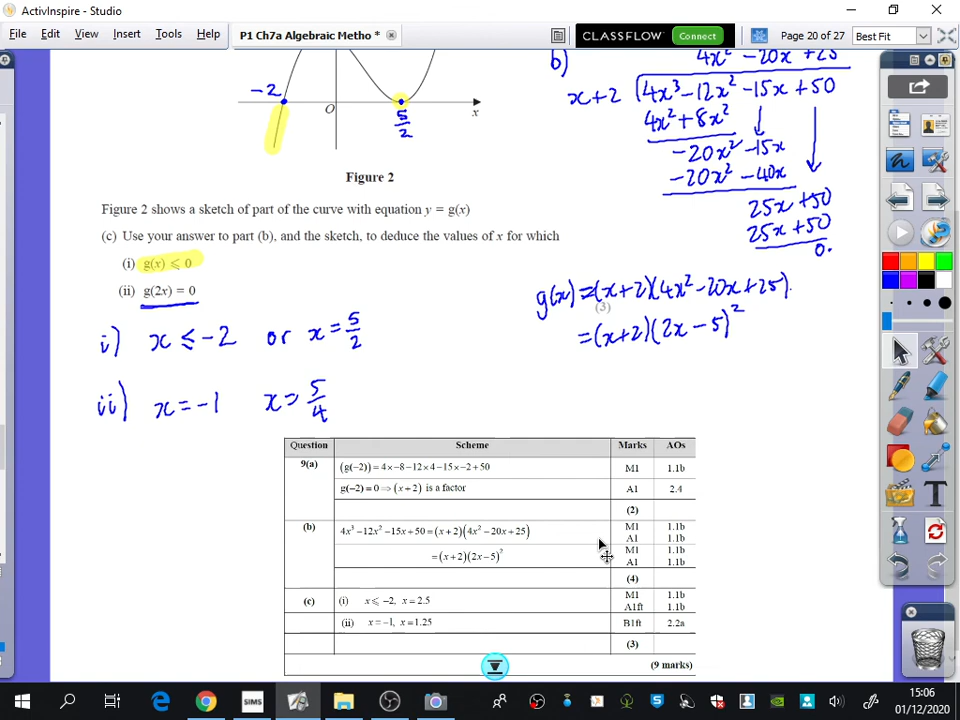 ActivInspire - Studio
File Edit View Insert Tools Help
P1 Ch7a Algebraic Metho *
CLASSFLOW Connect
Page 20 of 27
Best Fit
-2
O
5/2
x
Figure 2
Figure 2 shows a sketch of part of the curve with equation y = g(x)
(c) Use your answer to part (b), and the sketch, to deduce the values of x for which
(i) g(x) ⩽ 0
(ii) g(2x) = 0
(3)
i) x ≤ -2 or x = 5/2
ii) x = -1 x = 5/4
b)
4x² -20x +25
x+2 4x³ -12x² -15x +50
4x² +8x²
-20x² -15x
-20x² -40x
25x +50
25x +50
0.
g(x) = (x+2)(4x² -20x +25).
= (x+2)(2x -5)²
Question Scheme Marks AOs
9(a) (g(-2)) = 4×-8-12×4-15×-2+50 M1 1.1b
g(-2) = 0 ⇒ (x+2) is a factor A1 2.4
(2)
(b) 4x³ -12x² -15x +50 = (x+2)(4x² -20x +25) M1 1.1b
A1 1.1b
= (x+2)(2x-5)² M1 1.1b
A1 1.1b
(4)
(c) (i) x ⩽ -2, x = 2.5 M1 1.1b
A1ft 1.1b
(ii) x = -1, x = 1.25 B1ft 2.2a
(3)
(9 marks)
SIMS
15:06
01/12/2020